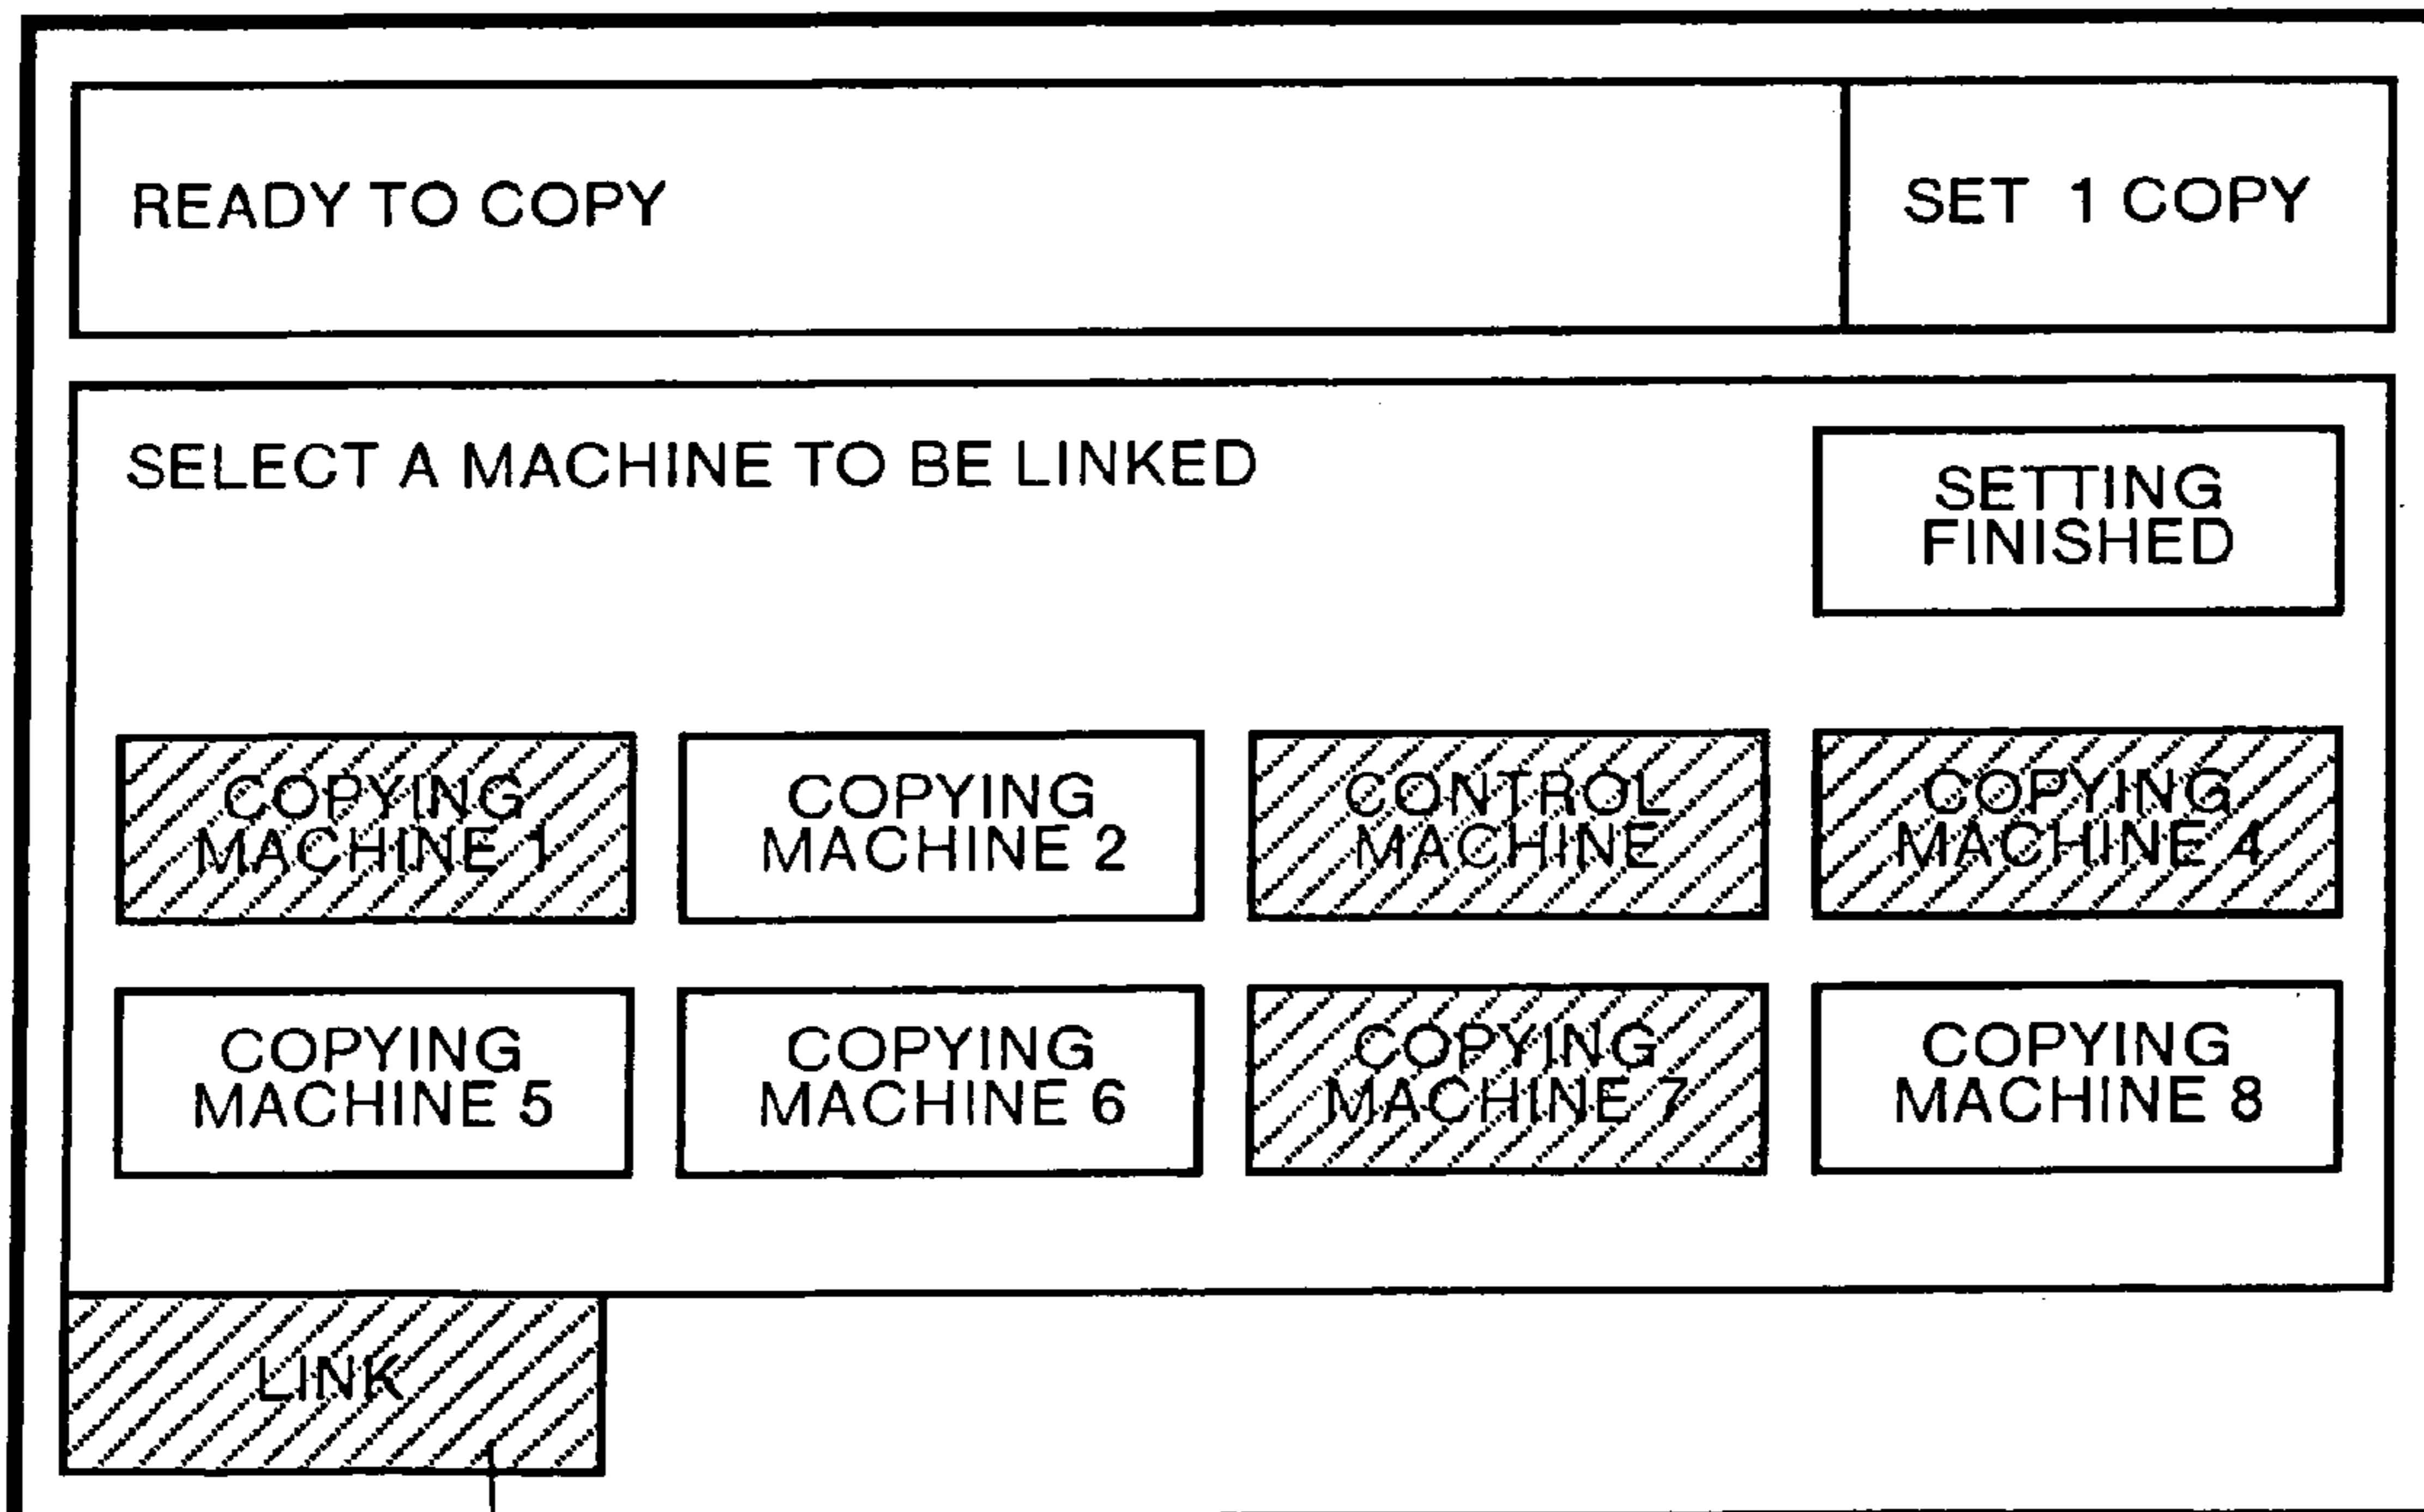 READY TO COPY
SET 1 COPY
SELECT A MACHINE TO BE LINKED
SETTING
FINISHED
COPYING
MACHINE 1
COPYING
MACHINE 2
CONTROL
MACHINE
COPYING
MACHINE 4
COPYING
MACHINE 5
COPYING
MACHINE 6
COPYING
MACHINE 7
COPYING
MACHINE 8
LINK